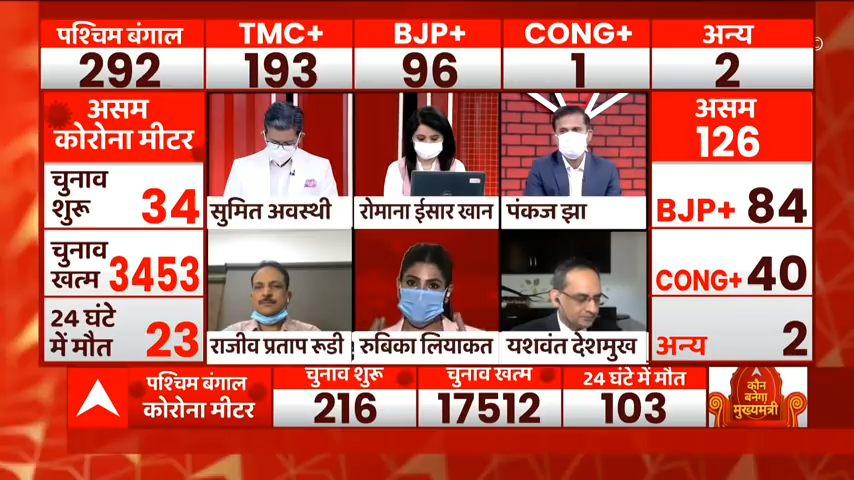 पश्चिम बंगाल TMC+ BJP+ CONG+ अन्य
292 193 96 1 2
असम
कोरोना मीटर
चुनाव
शुरू 34
चुनाव
खत्म 3453
24 घंटे
में मौत 23
सुमित अवस्थी रोमाना ईसार खान पंकज झा
राजीव प्रताप रूडी रुबिका लियाकत यशवंत देशमुख
असम
126
BJP+ 84
CONG+ 40
अन्य 2
पश्चिम बंगाल
कोरोना मीटर
चुनाव शुरू चुनाव खत्म 24 घंटे में मौत
216 17512 103
कौन
बनेगा
मुख्यमंत्री